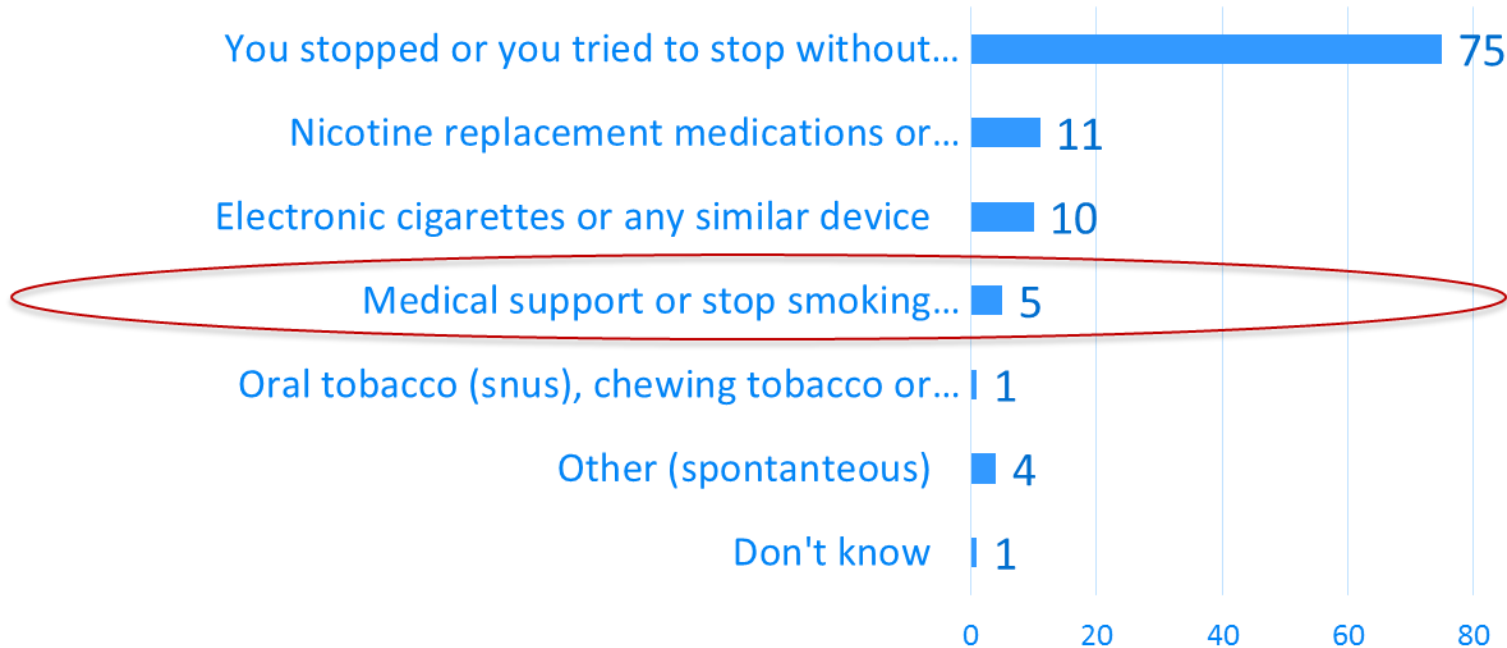 You stopped or you tried to stop without... 75
Nicotine replacement medications or... 11
Electronic cigarettes or any similar device 10
Medical support or stop smoking... 5
Oral tobacco (snus), chewing tobacco or... 1
Other (spontanteous) 4
Don't know 1
0 20 40 60 80